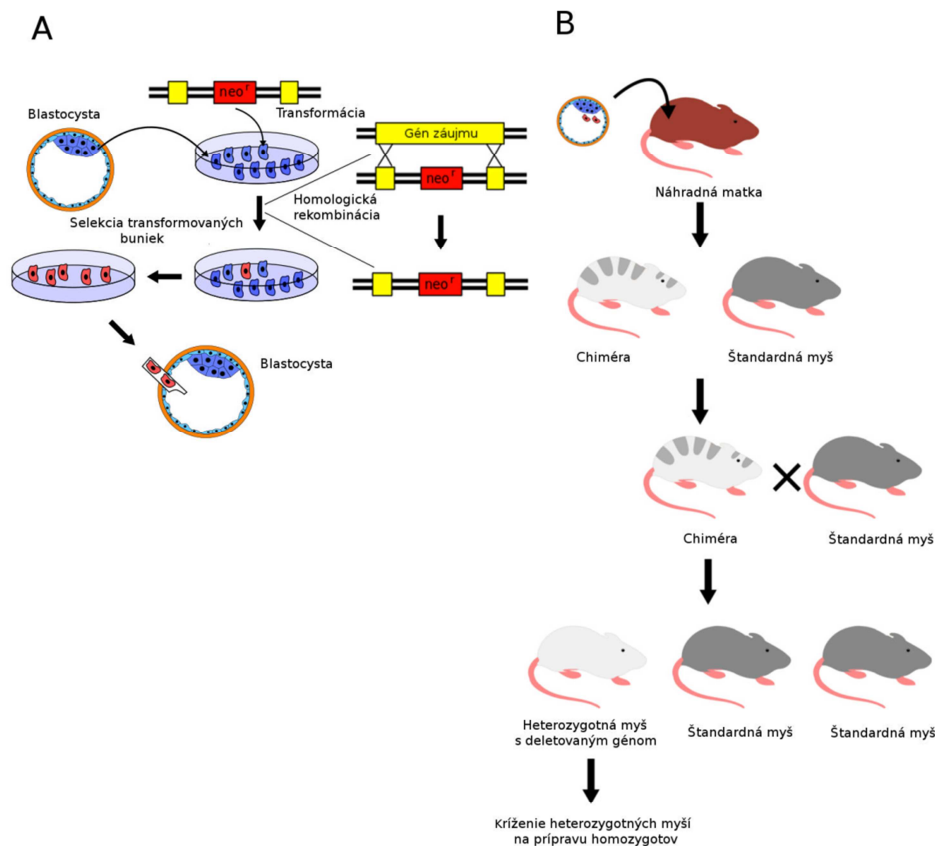 A
neoʳ
Transformácia
Blastocysta
Gén záujmu
neoʳ
Homologická
rekombinácia
Selekcia transformovaných
buniek
neoʳ
Blastocysta
B
Náhradná matka
Chiméra
Štandardná myš
Chiméra
Štandardná myš
Heterozygotná myš
s deletovaným génom
Štandardná myš
Štandardná myš
Kríženie heterozygotných myší
na prípravu homozygotov